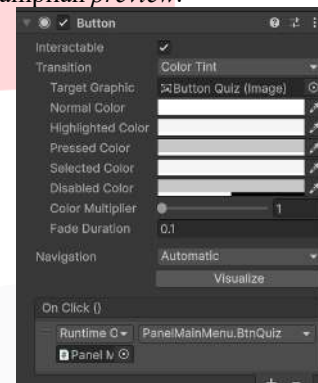 preview.
Button
Interactable
Transition Color Tint
Target Graphic Button Quiz (Image)
Normal Color
Highlighted Color
Pressed Color
Selected Color
Disabled Color
Color Multiplier 1
Fade Duration 0.1
Navigation Automatic
Visualize
On Click ()
Runtime O PanelMainMenu.BtnQuiz
Panel M